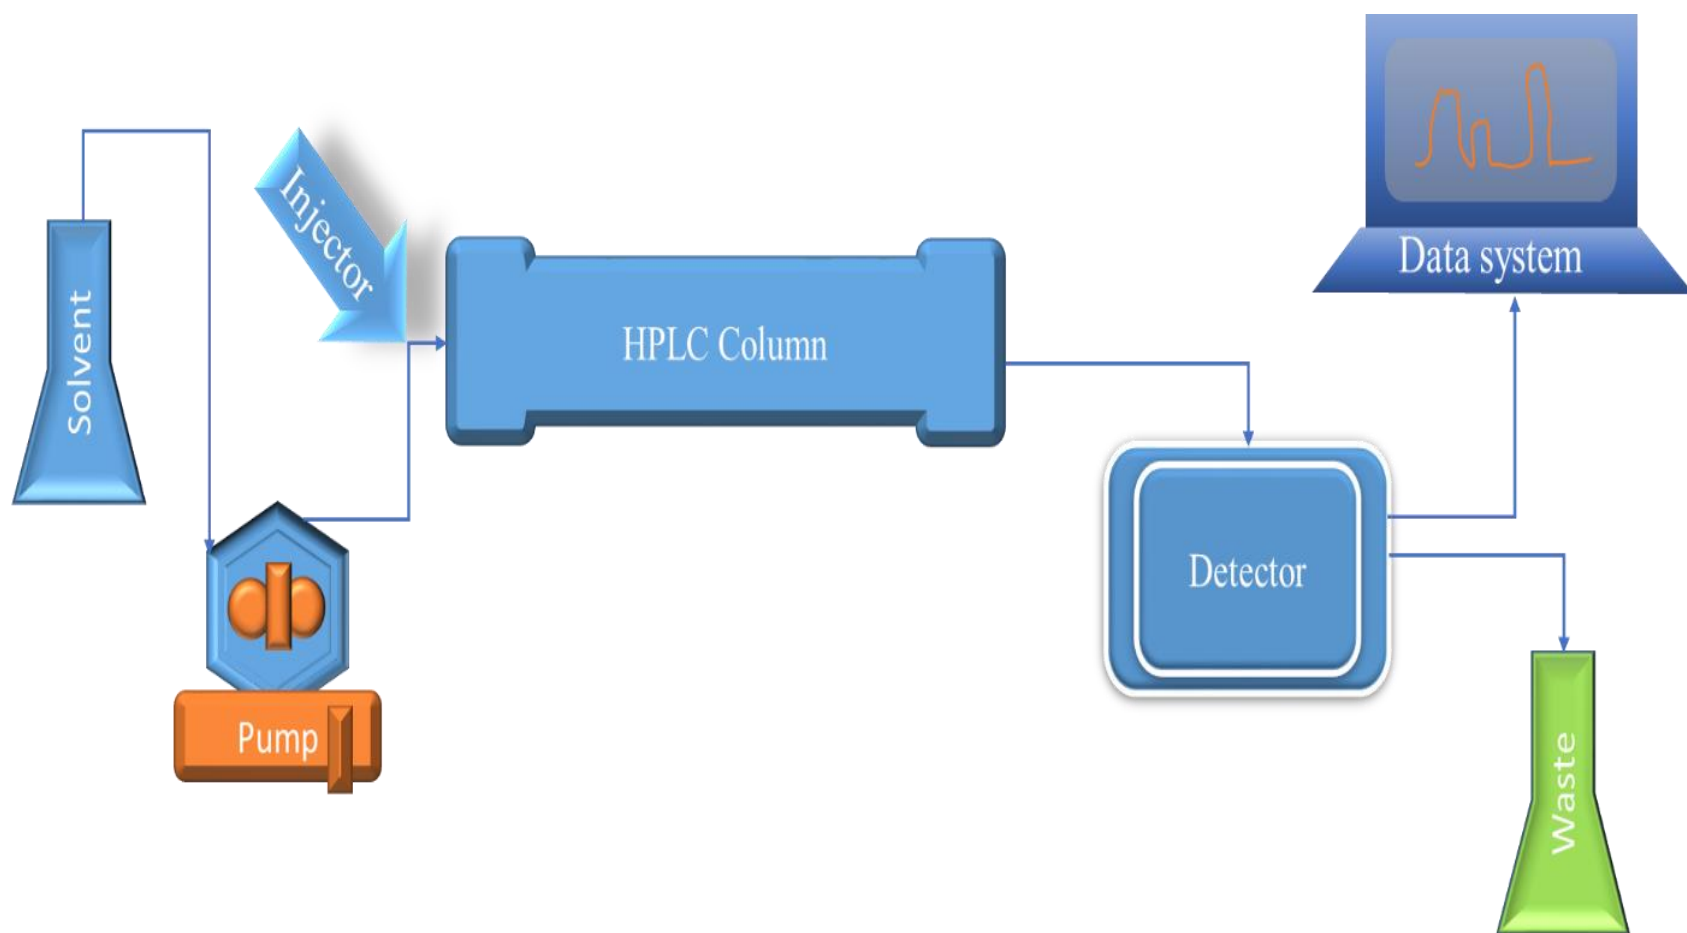 Solvent
Injector
Pump
HPLC Column
Detector
Data system
Waste